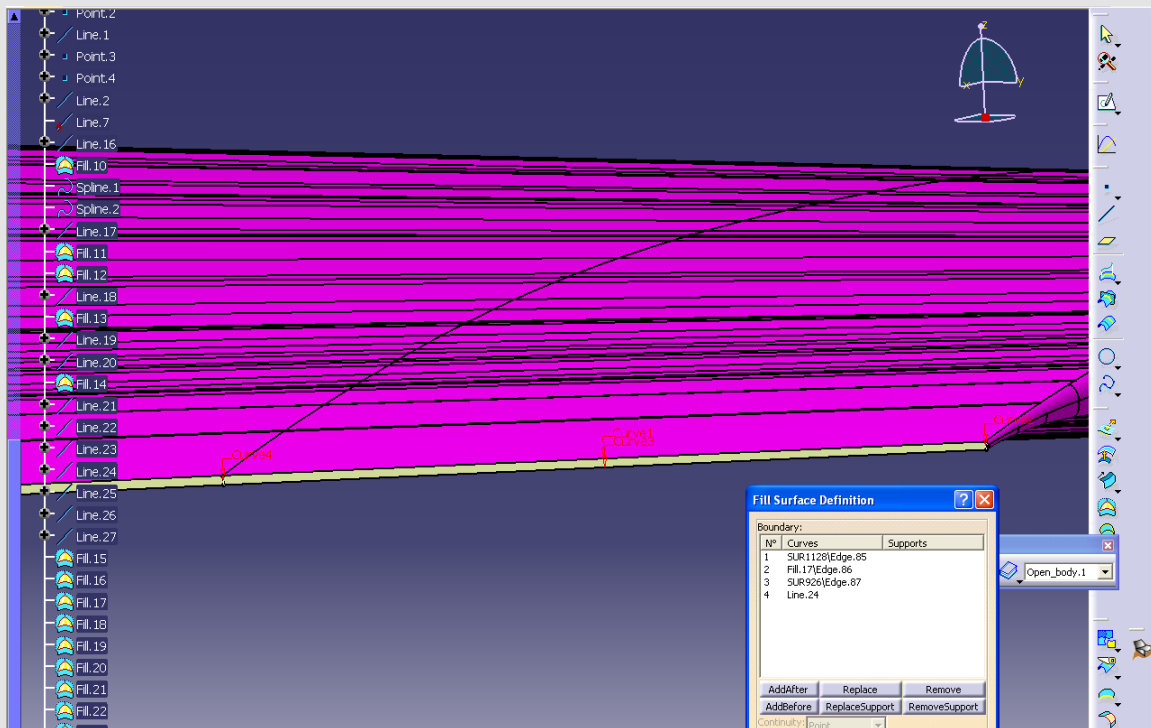 Point.2
Line.1
Point.3
Point.4
Line.2
Line.7
Line.16
Fill.10
Spline.1
Spline.2
Line.17
Fill.11
Fill.12
Line.18
Fill.13
Line.19
Line.20
Fill.14
Line.21
Line.22
Line.23
Line.24
Line.25
Line.26
Line.27
Fill.15
Fill.16
Fill.17
Fill.18
Fill.19
Fill.20
Fill.21
Fill.22
z
x
y
Curve4
Curve1
Curve3
Fill Surface Definition
Boundary:
N° Curves Supports
1 SUR1128\Edge.85
2 Fill.17\Edge.86
3 SUR926\Edge.87
4 Line.24
AddAfter Replace Remove
AddBefore ReplaceSupport RemoveSupport
Continuity: Point
Open_body.1